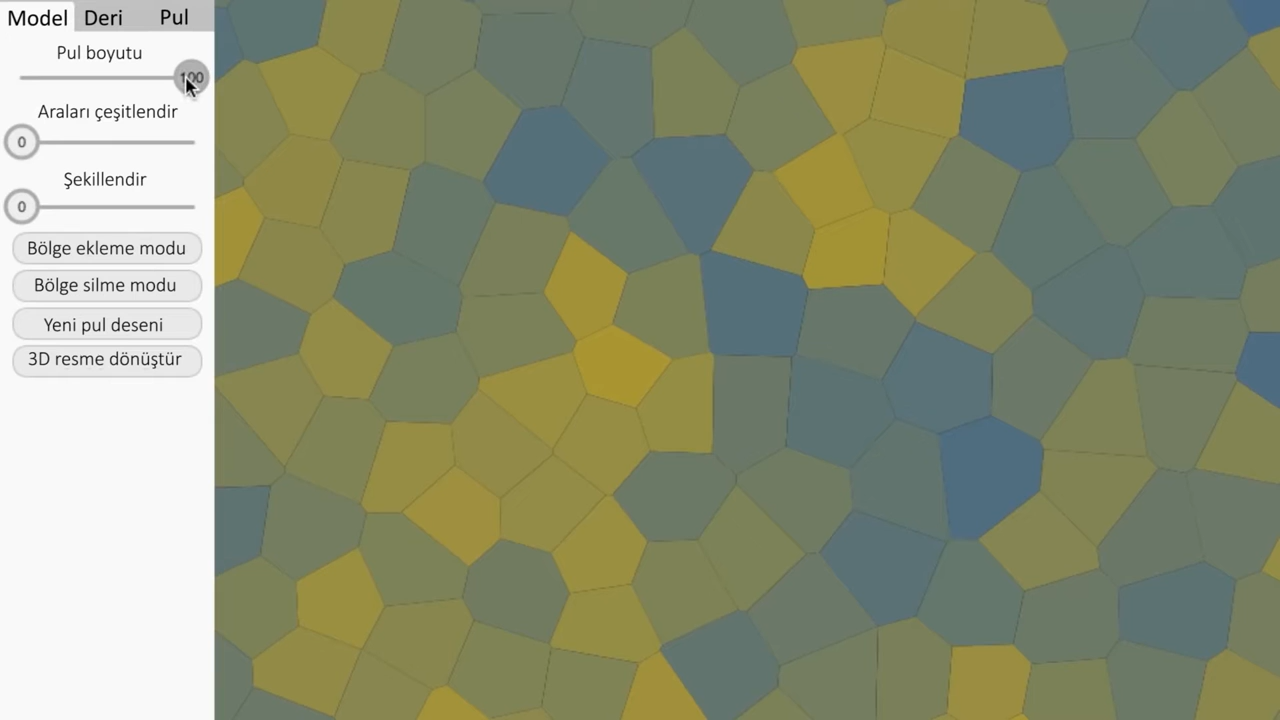 Model Deri Pul
Pul boyutu
100
Araları çeşitlendir
0
Şekillendir
0
Bölge ekleme modu
Bölge silme modu
Yeni pul deseni
3D resme dönüştür